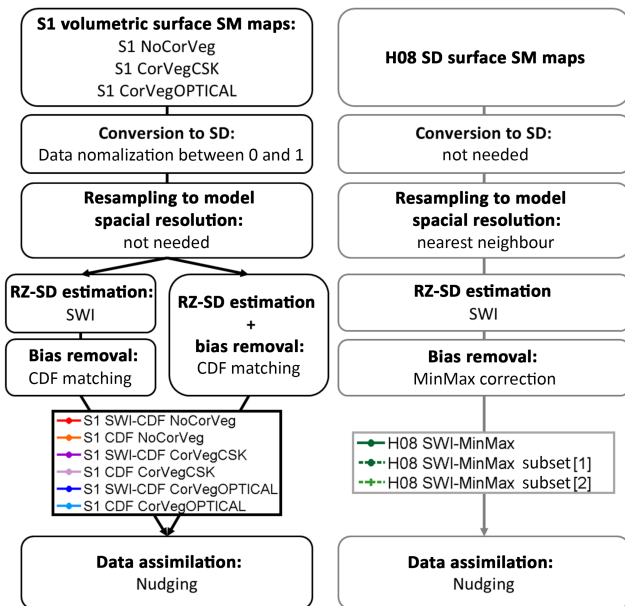 S1 volumetric surface SM maps:
S1 NoCorVeg
S1 CorVegCSK
S1 CorVegOPTICAL
Conversion to SD:
Data nomalization between 0 and 1
Resampling to model
spacial resolution:
not needed
RZ-SD estimation:
SWI
Bias removal:
CDF matching
RZ-SD estimation
+
bias removal:
CDF matching
S1 SWI-CDF NoCorVeg
S1 CDF NoCorVeg
S1 SWI-CDF CorVegCSK
S1 CDF CorVegCSK
S1 SWI-CDF CorVegOPTICAL
S1 CDF CorVegOPTICAL
Data assimilation:
Nudging
H08 SD surface SM maps
Conversion to SD:
not needed
Resampling to model
spacial resolution:
nearest neighbour
RZ-SD estimation
SWI
Bias removal:
MinMax correction
H08 SWI-MinMax
H08 SWI-MinMax subset[1]
H08 SWI-MinMax subset[2]
Data assimilation:
Nudging